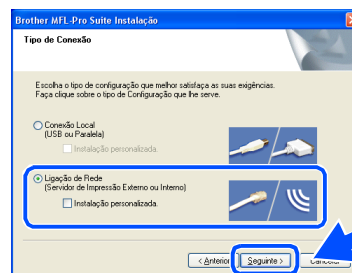 Brother MFL-Pro Suite Instalação
Tipo de Conexão
Escolha o tipo de configuração que melhor satisfaça as suas exigências.
Faça clique sobre o tipo de Configuração que lhe serve.
Conexão Local
(USB ou Paralela)
Instalação personalizada.
Ligação de Rede
(Servidor de Impressão Externo ou Interno)
Instalação personalizada.
< Anterior Seguinte > Cancelar